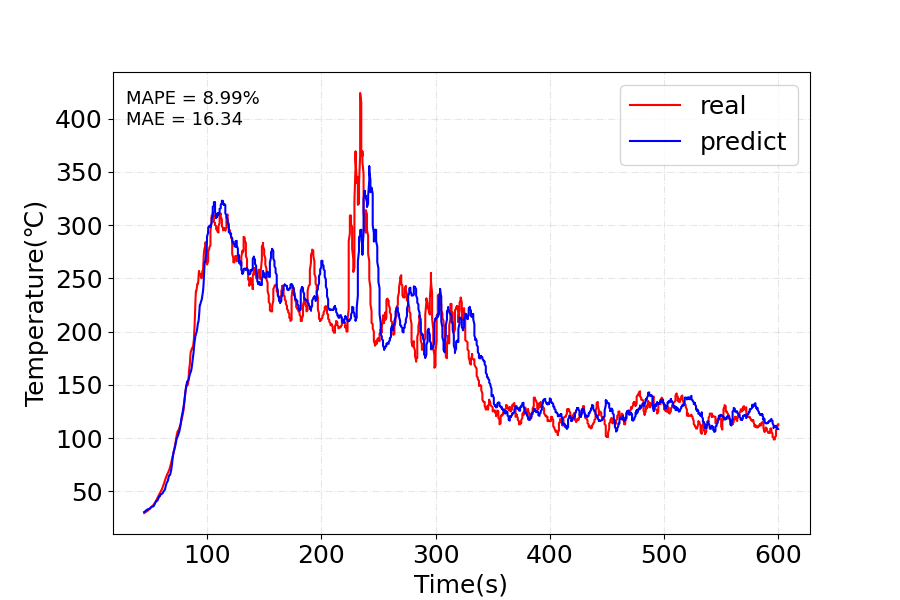 MAPE = 8.99%
MAE = 16.34
real
predict
400
350
300
250
200
150
100
50
Temperature(℃)
100 200 300 400 500 600
Time(s)